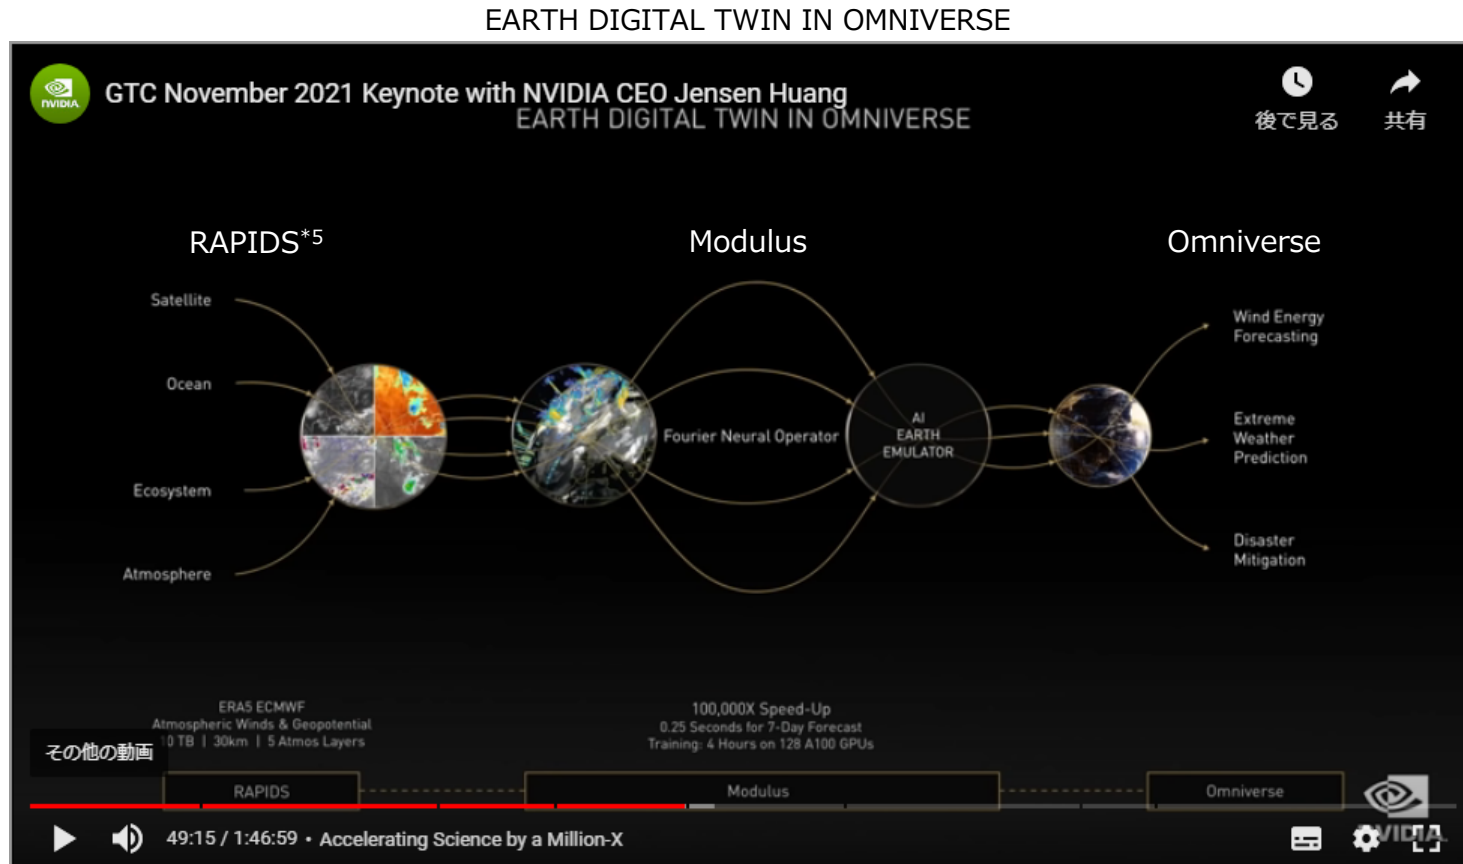 EARTH DIGITAL TWIN IN OMNIVERSE
NVIDIA
GTC November 2021 Keynote with NVIDIA CEO Jensen Huang
後で見る
共有
EARTH DIGITAL TWIN IN OMNIVERSE
RAPIDS*5
Modulus
Omniverse
Satellite
Ocean
Ecosystem
Atmosphere
Fourier Neural Operator
AI
EARTH
EMULATOR
Wind Energy
Forecasting
Extreme
Weather
Prediction
Disaster
Mitigation
ERA5 ECMWF
Atmospheric Winds & Geopotential
10 TB | 30km | 5 Atmos Layers
100,000X Speed-Up
0.25 Seconds for 7-Day Forecast
Training: 4 Hours on 128 A100 GPUs
その他の動画
RAPIDS
Modulus
Omniverse
49:15 / 1:46:59 • Accelerating Science by a Million-X
NVIDIA.